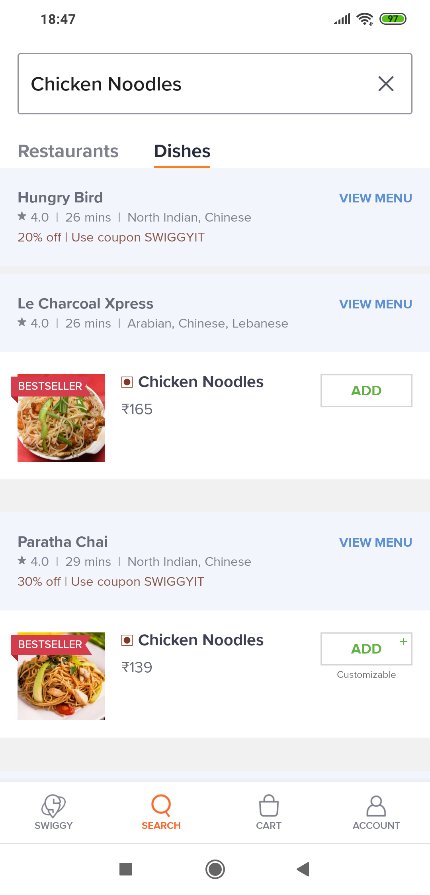 18:47
97
Chicken Noodles
Restaurants Dishes
Hungry Bird VIEW MENU
★ 4.0 | 26 mins | North Indian, Chinese
20% off | Use coupon SWIGGYIT
Le Charcoal Xpress VIEW MENU
★ 4.0 | 26 mins | Arabian, Chinese, Lebanese
BESTSELLER
Chicken Noodles
ADD
₹165
Paratha Chai VIEW MENU
★ 4.0 | 29 mins | North Indian, Chinese
30% off | Use coupon SWIGGYIT
BESTSELLER
Chicken Noodles
ADD +
₹139
Customizable
SWIGGY SEARCH CART ACCOUNT